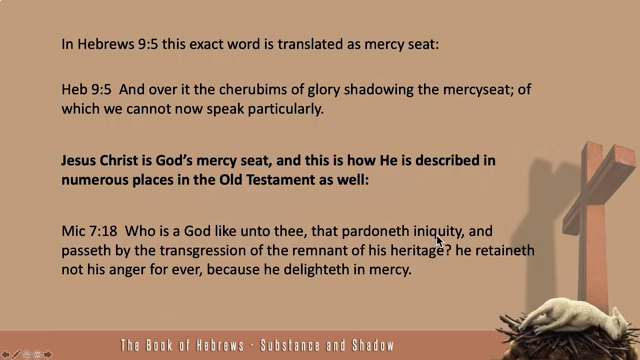 In Hebrews 9:5 this exact word is translated as mercy seat:
Heb 9:5  And over it the cherubims of glory shadowing the mercyseat; of
which we cannot now speak particularly.
Jesus Christ is God's mercy seat, and this is how He is described in
numerous places in the Old Testament as well:
Mic 7:18  Who is a God like unto thee, that pardoneth iniquity, and
passeth by the transgression of the remnant of his heritage? he retaineth
not his anger for ever, because he delighteth in mercy.
The Book of Hebrews - Substance and Shadow